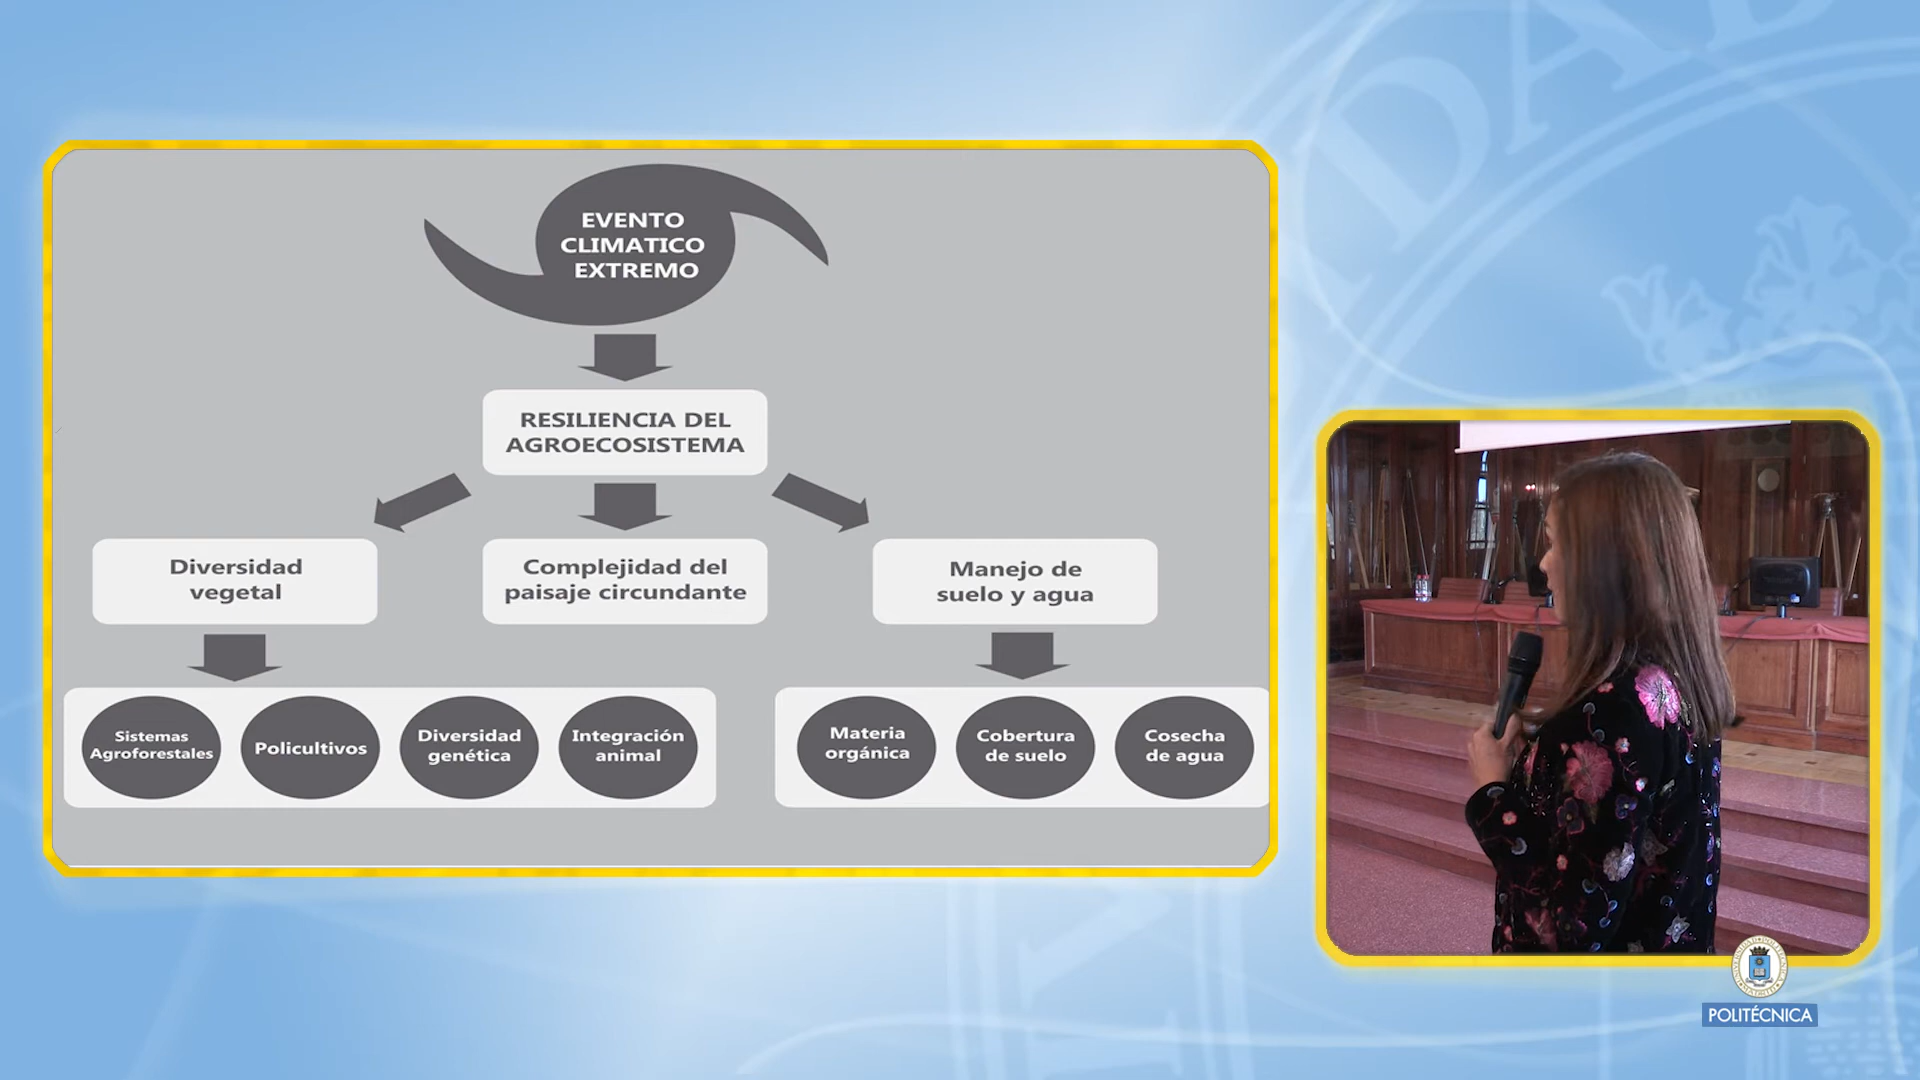 EVENTO
CLIMATICO
EXTREMO
RESILIENCIA DEL
AGROECOSISTEMA
Diversidad
vegetal
Complejidad del
paisaje circundante
Manejo de
suelo y agua
Sistemas
Agroforestales
Policultivos
Diversidad
genética
Integración
animal
Materia
orgánica
Cobertura
de suelo
Cosecha
de agua
POLITÉCNICA